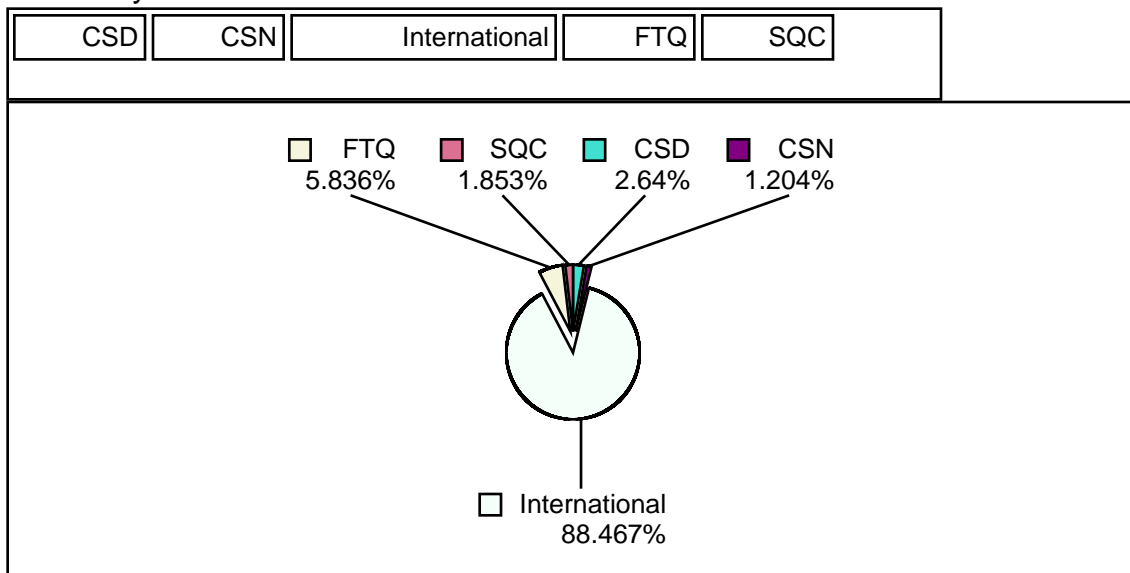 CSD CSN International FTQ SQC
FTQ SQC CSD CSN
5.836% 1.853% 2.64% 1.204%
International
88.467%